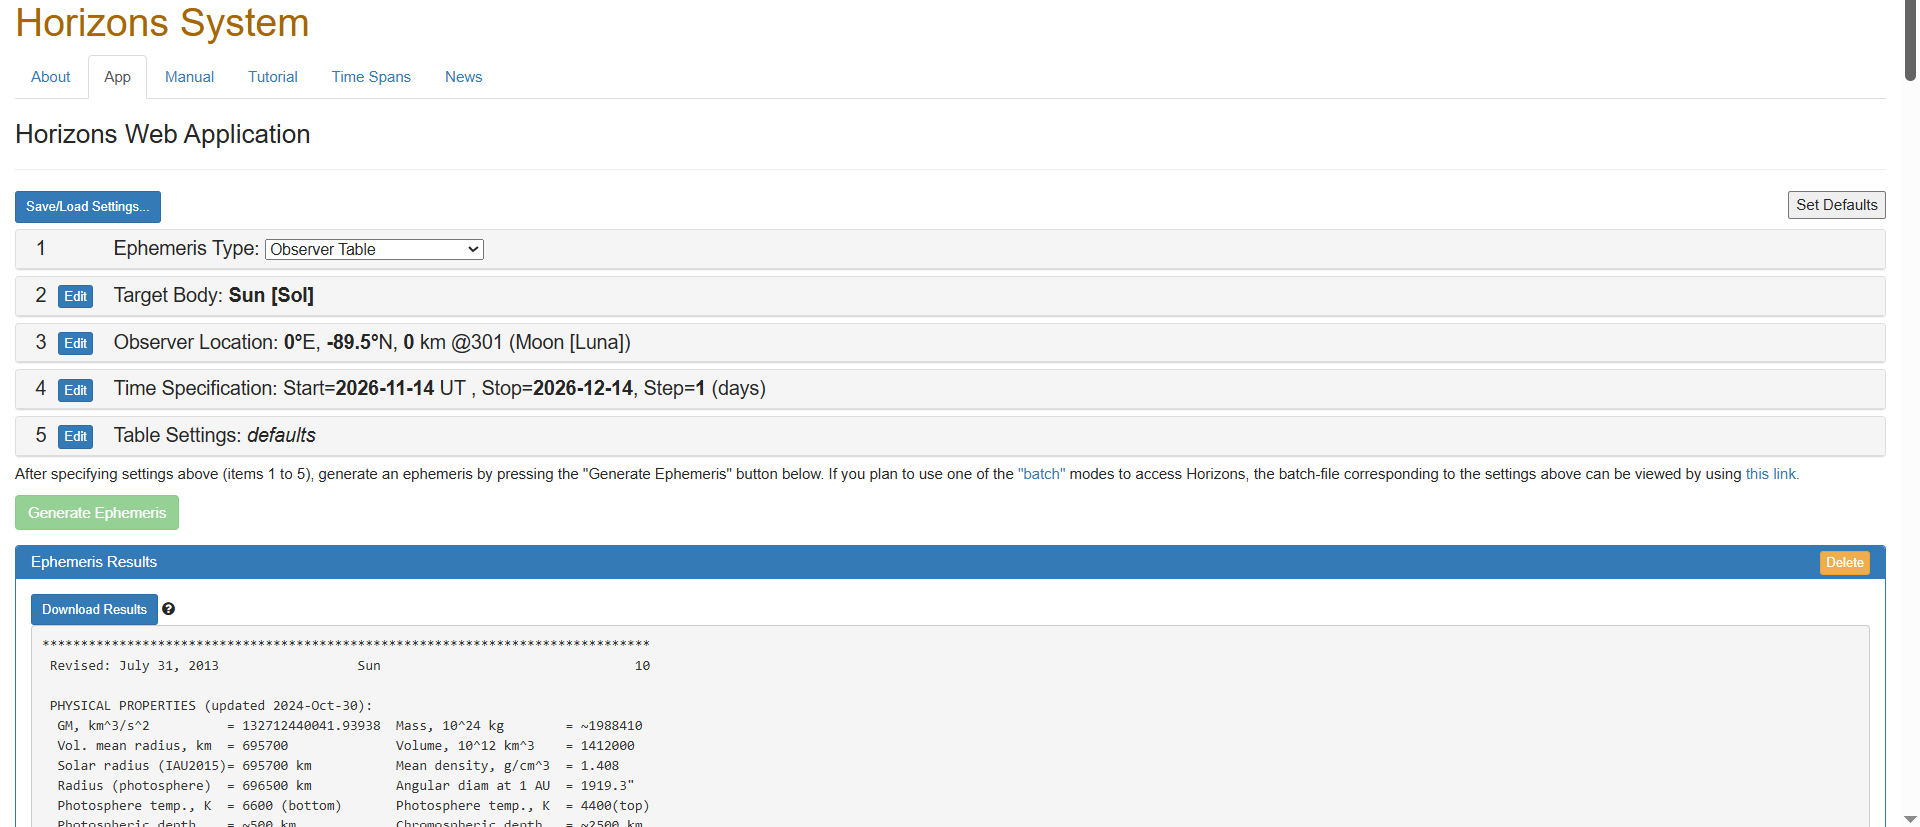 Horizons System
About App Manual Tutorial Time Spans News
Horizons Web Application
Save/Load Settings... Set Defaults
1 Ephemeris Type: Observer Table
2 Edit Target Body: Sun [Sol]
3 Edit Observer Location: 0°E, -89.5°N, 0 km @301 (Moon [Luna])
4 Edit Time Specification: Start=2026-11-14 UT , Stop=2026-12-14, Step=1 (days)
5 Edit Table Settings: defaults
After specifying settings above (items 1 to 5), generate an ephemeris by pressing the "Generate Ephemeris" button below. If you plan to use one of the "batch" modes to access Horizons, the batch-file corresponding to the settings above can be viewed by using this link.
Generate Ephemeris
Ephemeris Results Delete
Download Results ?
*******************************************************************************
Revised: July 31, 2013 Sun 10
PHYSICAL PROPERTIES (updated 2024-Oct-30):
GM, km^3/s^2 = 132712440041.93938 Mass, 10^24 kg = ~1988410
Vol. mean radius, km = 695700 Volume, 10^12 km^3 = 1412000
Solar radius (IAU2015)= 695700 km Mean density, g/cm^3 = 1.408
Radius (photosphere) = 696500 km Angular diam at 1 AU = 1919.3"
Photosphere temp., K = 6600 (bottom) Photosphere temp., K = 4400(top)
Photospheric depth = ~500 km Chromospheric depth = ~2500 km